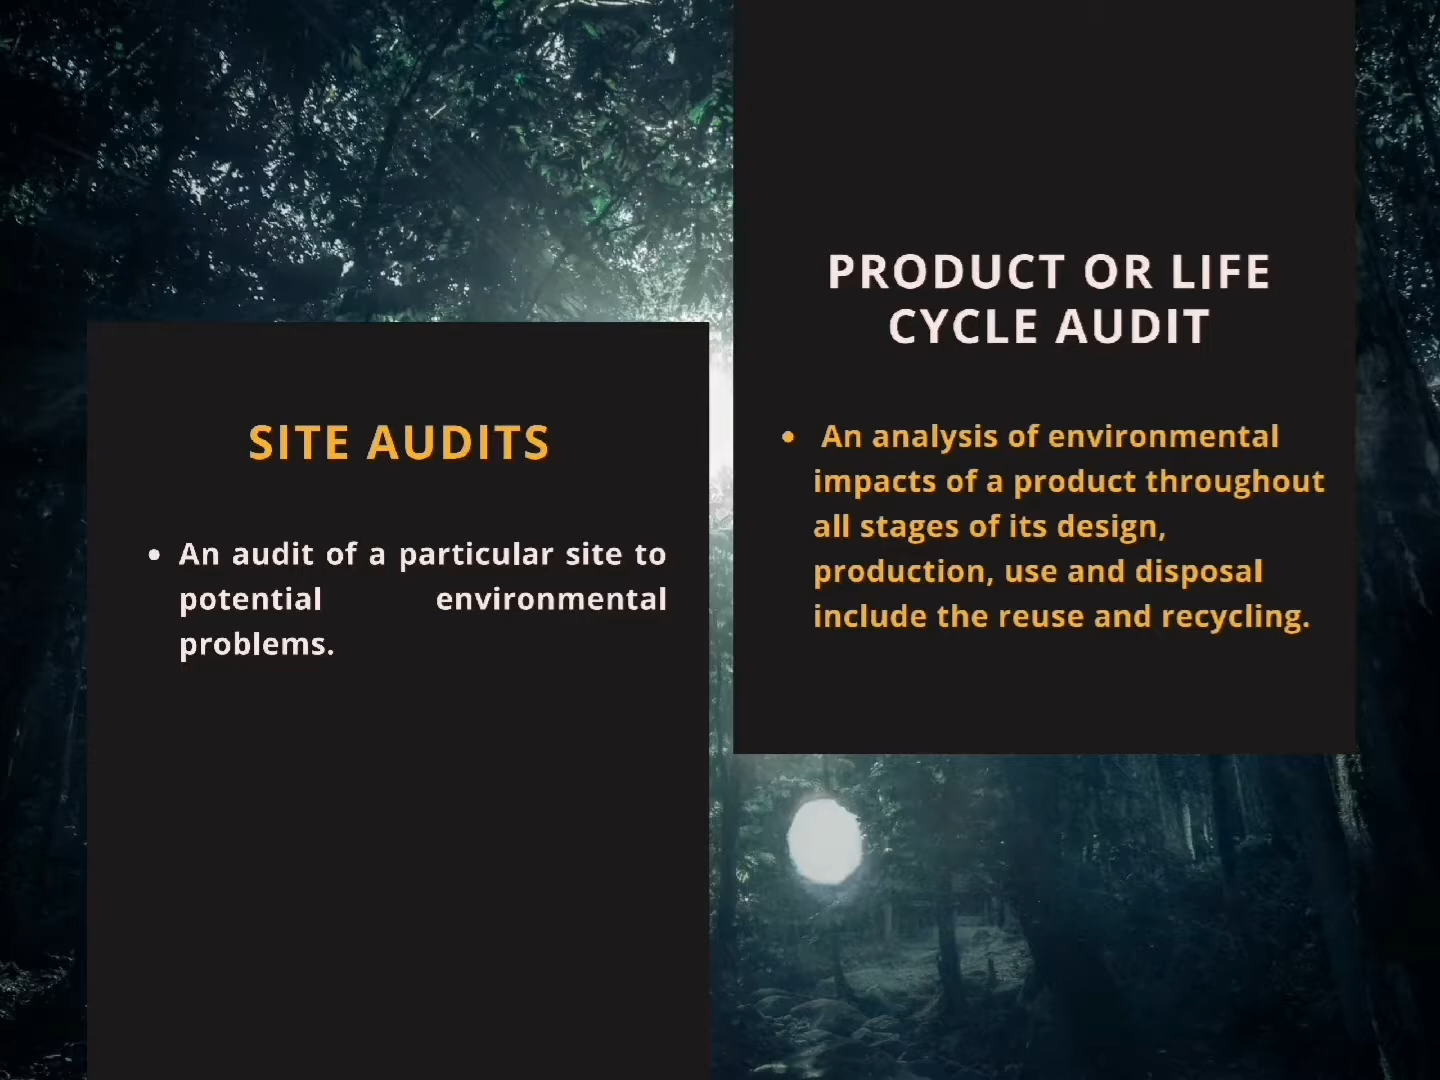 SITE AUDITS
• An audit of a particular site to
potential environmental
problems.
PRODUCT OR LIFE
CYCLE AUDIT
• An analysis of environmental
impacts of a product throughout
all stages of its design,
production, use and disposal
include the reuse and recycling.